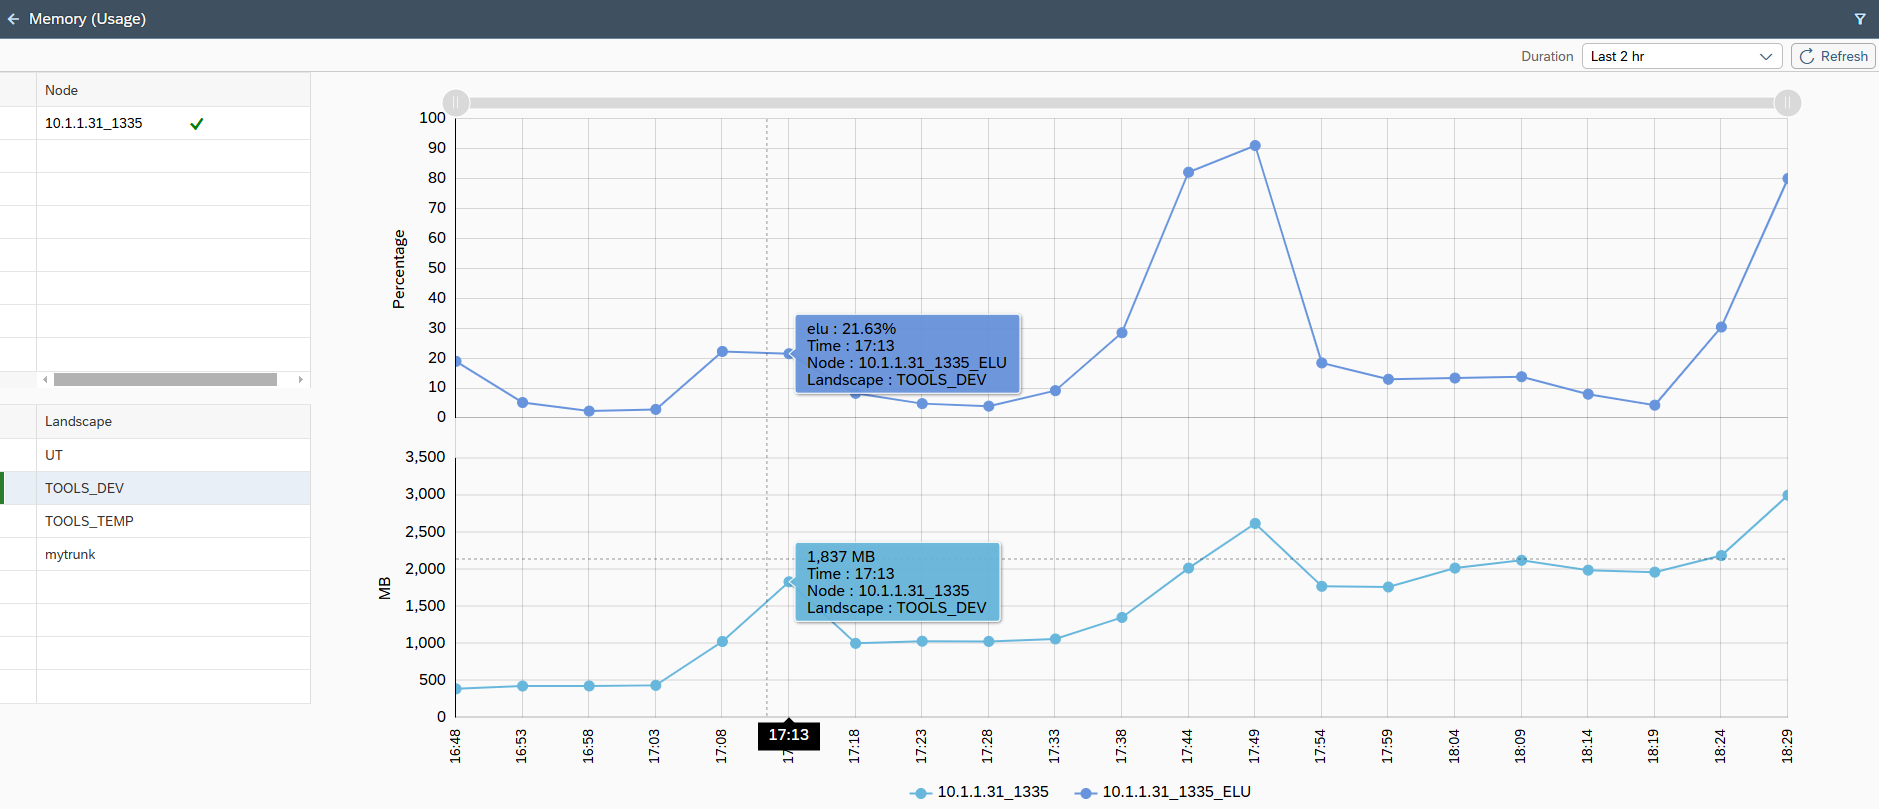 Memory (Usage)
Duration
Last 2 hr
Refresh
Node
10.1.1.31_1335
Landscape
UT
TOOLS_DEV
TOOLS_TEMP
mytrunk
Percentage
100
90
80
70
60
50
40
30
20
10
0
elu : 21.63%
Time : 17:13
Node : 10.1.1.31_1335_ELU
Landscape : TOOLS_DEV
MB
3,500
3,000
2,500
2,000
1,500
1,000
500
0
1,837 MB
Time : 17:13
Node : 10.1.1.31_1335
Landscape : TOOLS_DEV
16:48
16:53
16:58
17:03
17:08
17:13
17:18
17:23
17:28
17:33
17:38
17:44
17:49
17:54
17:59
18:04
18:09
18:14
18:19
18:24
18:29
10.1.1.31_1335
10.1.1.31_1335_ELU